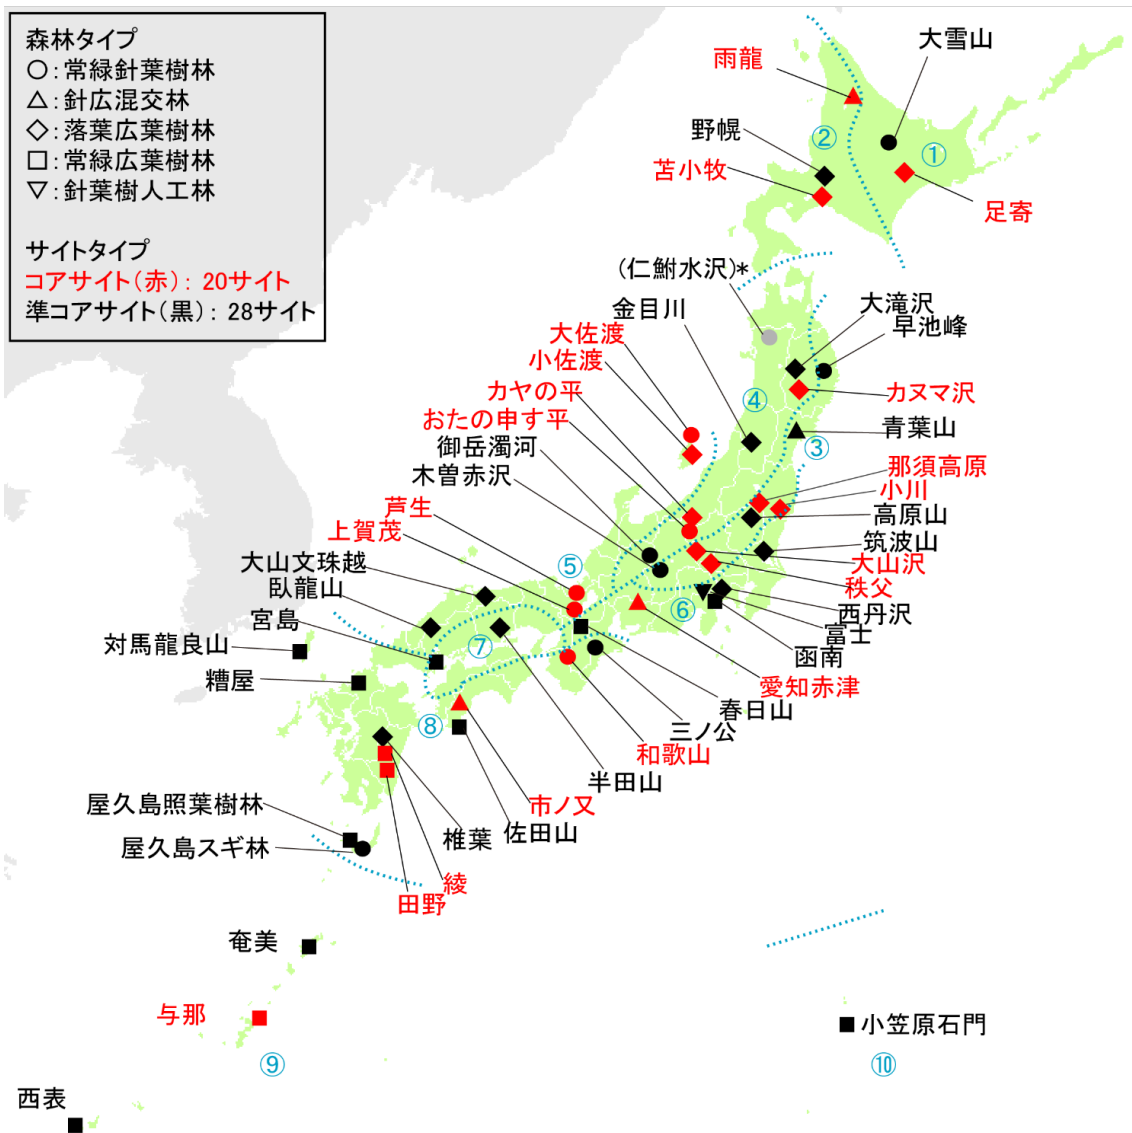 森林タイプ
○：常緑針葉樹林
△：針広混交林
◇：落葉広葉樹林
□：常緑広葉樹林
▽：針葉樹人工林
サイトタイプ
コアサイト（赤）：20サイト
準コアサイト（黒）：28サイト
大雪山
雨龍
野幌
②
①
苫小牧
足寄
(仁鮒水沢)*
金目川
大滝沢
大佐渡
早池峰
小佐渡
カヤの平
カヌマ沢
④
おたの申す平
青葉山
御岳濁河
③
木曽赤沢
那須高原
小川
芦生
高原山
上賀茂
筑波山
大山文珠越
⑤
大山沢
臥龍山
秩父
宮島
⑥
西丹沢
富士
対馬龍良山
⑦
函南
糟屋
愛知赤津
春日山
⑧
三ノ公
和歌山
半田山
屋久島照葉樹林
市ノ又
佐田山
椎葉
屋久島スギ林
綾
田野
奄美
与那
小笠原石門
⑨
⑩
西表